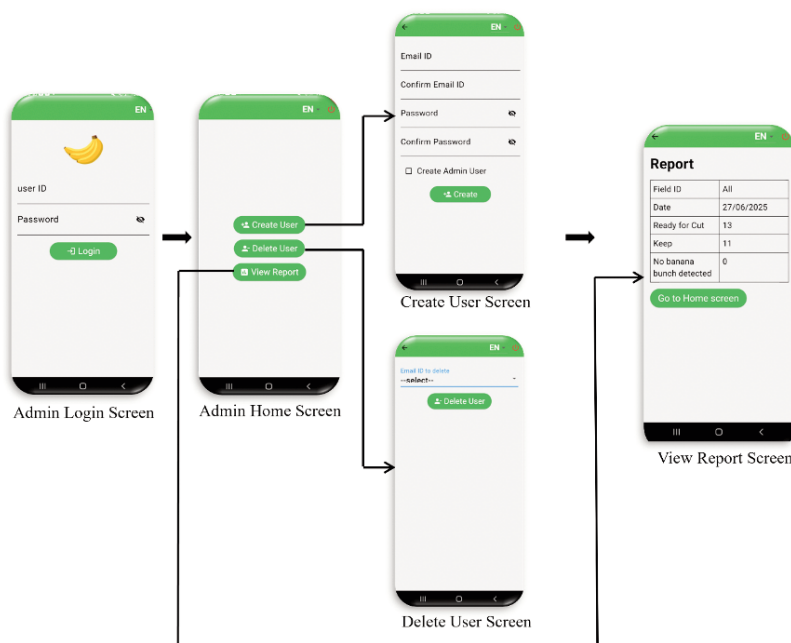 EN
user ID
Password
Login
Admin Login Screen
EN
Create User
Delete User
View Report
Admin Home Screen
EN
Email ID
Confirm Email ID
Password
Confirm Password
Create Admin User
Create
Create User Screen
EN
Email ID to delete
--select--
Delete User
Delete User Screen
EN
Report
Field ID All
Date 27/06/2025
Ready for Cut 13
Keep 11
No banana 0
bunch detected
Go to Home screen
View Report Screen